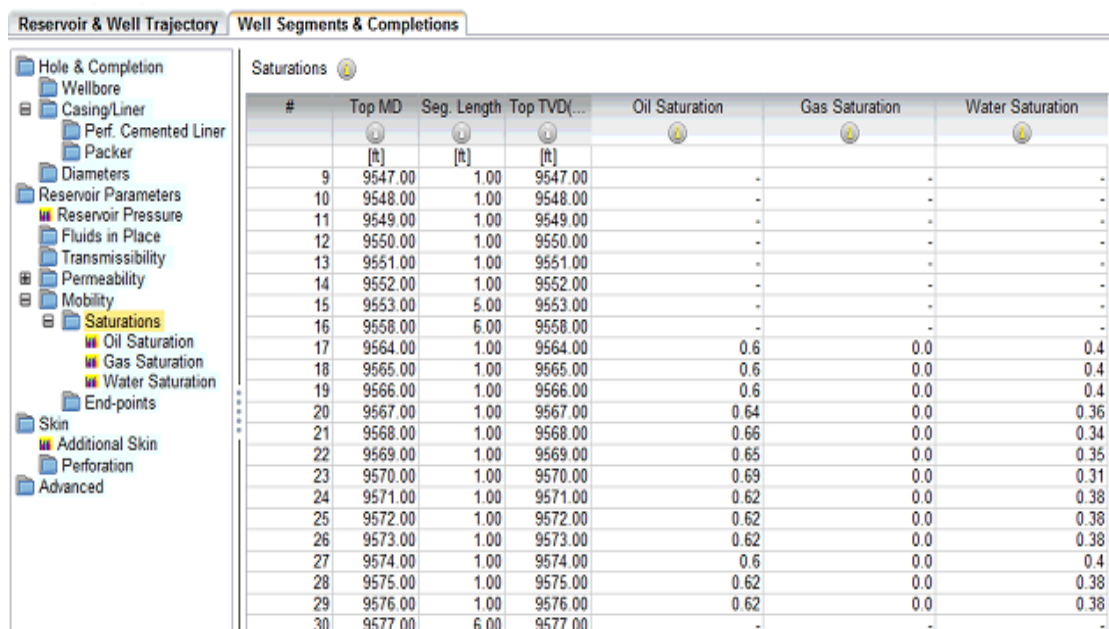 Reservoir & Well Trajectory Well Segments & Completions
Hole & Completion
Wellbore
Casing/Liner
Perf. Cemented Liner
Packer
Diameters
Reservoir Parameters
Reservoir Pressure
Fluids in Place
Transmissibility
Permeability
Mobility
Saturations
Oil Saturation
Gas Saturation
Water Saturation
End-points
Skin
Additional Skin
Perforation
Advanced
Saturations
# Top MD Seg. Length Top TVD(... Oil Saturation Gas Saturation Water Saturation
[ft] [ft] [ft]
9 9547.00 1.00 9547.00 - - -
10 9548.00 1.00 9548.00 - - -
11 9549.00 1.00 9549.00 - - -
12 9550.00 1.00 9550.00 - - -
13 9551.00 1.00 9551.00 - - -
14 9552.00 1.00 9552.00 - - -
15 9553.00 5.00 9553.00 - - -
16 9558.00 6.00 9558.00 - - -
17 9564.00 1.00 9564.00 0.6 0.0 0.4
18 9565.00 1.00 9565.00 0.6 0.0 0.4
19 9566.00 1.00 9566.00 0.6 0.0 0.4
20 9567.00 1.00 9567.00 0.64 0.0 0.36
21 9568.00 1.00 9568.00 0.66 0.0 0.34
22 9569.00 1.00 9569.00 0.65 0.0 0.35
23 9570.00 1.00 9570.00 0.69 0.0 0.31
24 9571.00 1.00 9571.00 0.62 0.0 0.38
25 9572.00 1.00 9572.00 0.62 0.0 0.38
26 9573.00 1.00 9573.00 0.62 0.0 0.38
27 9574.00 1.00 9574.00 0.6 0.0 0.4
28 9575.00 1.00 9575.00 0.62 0.0 0.38
29 9576.00 1.00 9576.00 0.62 0.0 0.38
30 9577.00 6.00 9577.00 - - -